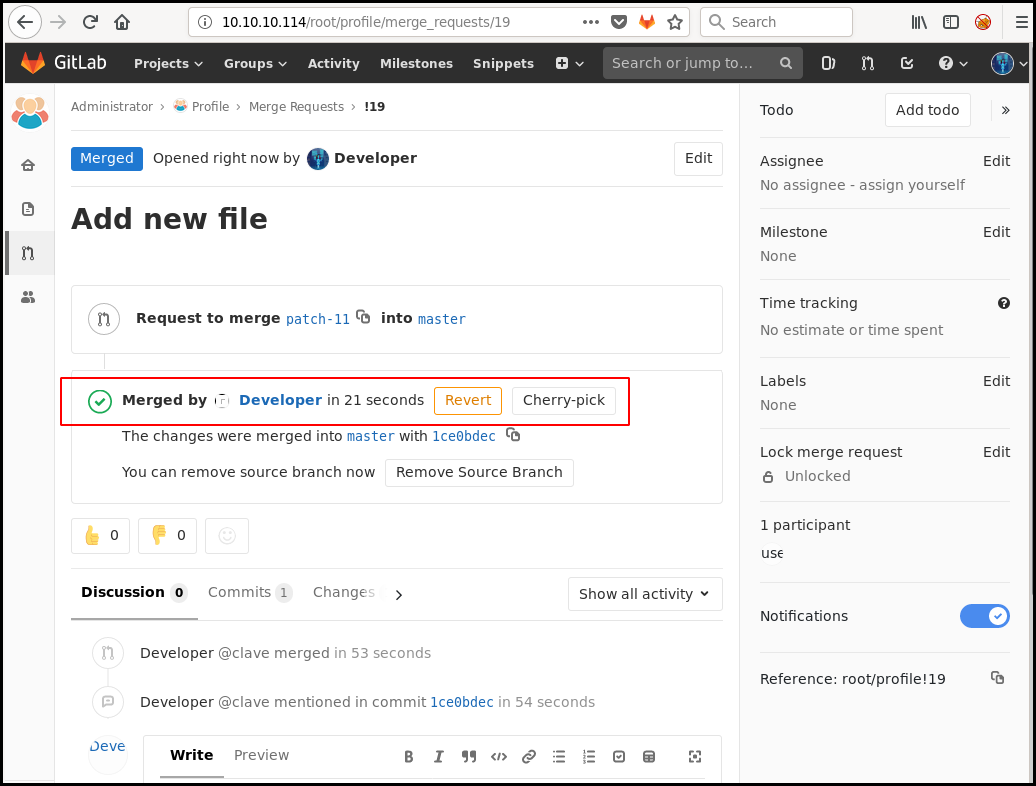 10.10.10.114/root/profile/merge_requests/19 Search
GitLab Projects Groups Activity Milestones Snippets Search or jump to...
Administrator › Profile › Merge Requests › !19
Merged Opened right now by Developer Edit
Add new file
Request to merge patch-11 into master
Merged by Developer in 21 seconds Revert Cherry-pick
The changes were merged into master with 1ce0bdec
You can remove source branch now Remove Source Branch
0 0
Discussion 0 Commits 1 Changes Show all activity
Developer @clave merged in 53 seconds
Developer @clave mentioned in commit 1ce0bdec in 54 seconds
Deve Write Preview
Todo Add todo »
Assignee Edit
No assignee - assign yourself
Milestone Edit
None
Time tracking
No estimate or time spent
Labels Edit
None
Lock merge request Edit
Unlocked
1 participant
use
Notifications
Reference: root/profile!19